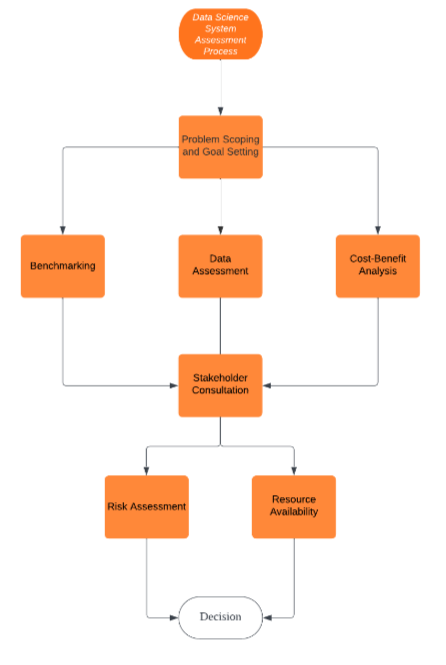 Data Science
System
Assessment
Process
Problem Scoping
and Goal Setting
Benchmarking
Data
Assessment
Cost-Benefit
Analysis
Stakeholder
Consultation
Risk Assessment
Resource
Availability
Decision